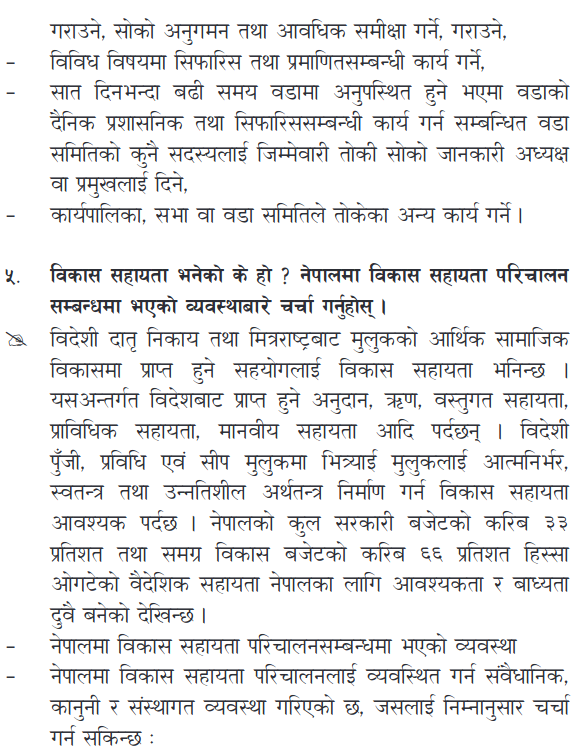 गराउने, सोको अनुगमन तथा आवधिक समीक्षा गर्ने, गराउने,
– विविध विषयमा सिफारिस तथा प्रमाणितसम्बन्धी कार्य गर्ने,
– सात दिनभन्दा बढी समय वडामा अनुपस्थित हुने भएमा वडाको
दैनिक प्रशासनिक तथा सिफारिससम्बन्धी कार्य गर्न सम्बन्धित वडा
समितिको कुनै सदस्यलाई जिम्मेवारी तोकी सोको जानकारी अध्यक्ष
वा प्रमुखलाई दिने,
– कार्यपालिका, सभा वा वडा समितिले तोकेका अन्य कार्य गर्ने ।
५. विकास सहायता भनेको के हो ? नेपालमा विकास सहायता परिचालन
सम्बन्धमा भएको व्यवस्थाबारे चर्चा गर्नुहोस् ।
विदेशी दातृ निकाय तथा मित्रराष्ट्रबाट मुलुकको आर्थिक सामाजिक
विकासमा प्राप्त हुने सहयोगलाई विकास सहायता भनिन्छ ।
यसअन्तर्गत विदेशबाट प्राप्त हुने अनुदान, ऋण, वस्तुगत सहायता,
प्राविधिक सहायता, मानवीय सहायता आदि पर्दछन् । विदेशी
पुँजी, प्रविधि एवं सीप मुलुकमा भित्र्याई मुलुकलाई आत्मनिर्भर,
स्वतन्त्र तथा उन्नतिशील अर्थतन्त्र निर्माण गर्न विकास सहायता
आवश्यक पर्दछ । नेपालको कुल सरकारी बजेटको करिब ३३
प्रतिशत तथा समग्र विकास बजेटको करिब ६६ प्रतिशत हिस्सा
ओगटेको वैदेशिक सहायता नेपालका लागि आवश्यकता र बाध्यता
दुवै बनेको देखिन्छ ।
– नेपालमा विकास सहायता परिचालनसम्बन्धमा भएको व्यवस्था
– नेपालमा विकास सहायता परिचालनलाई व्यवस्थित गर्न संवैधानिक,
कानुनी र संस्थागत व्यवस्था गरिएको छ, जसलाई निम्नानुसार चर्चा
गर्न सकिन्छ :